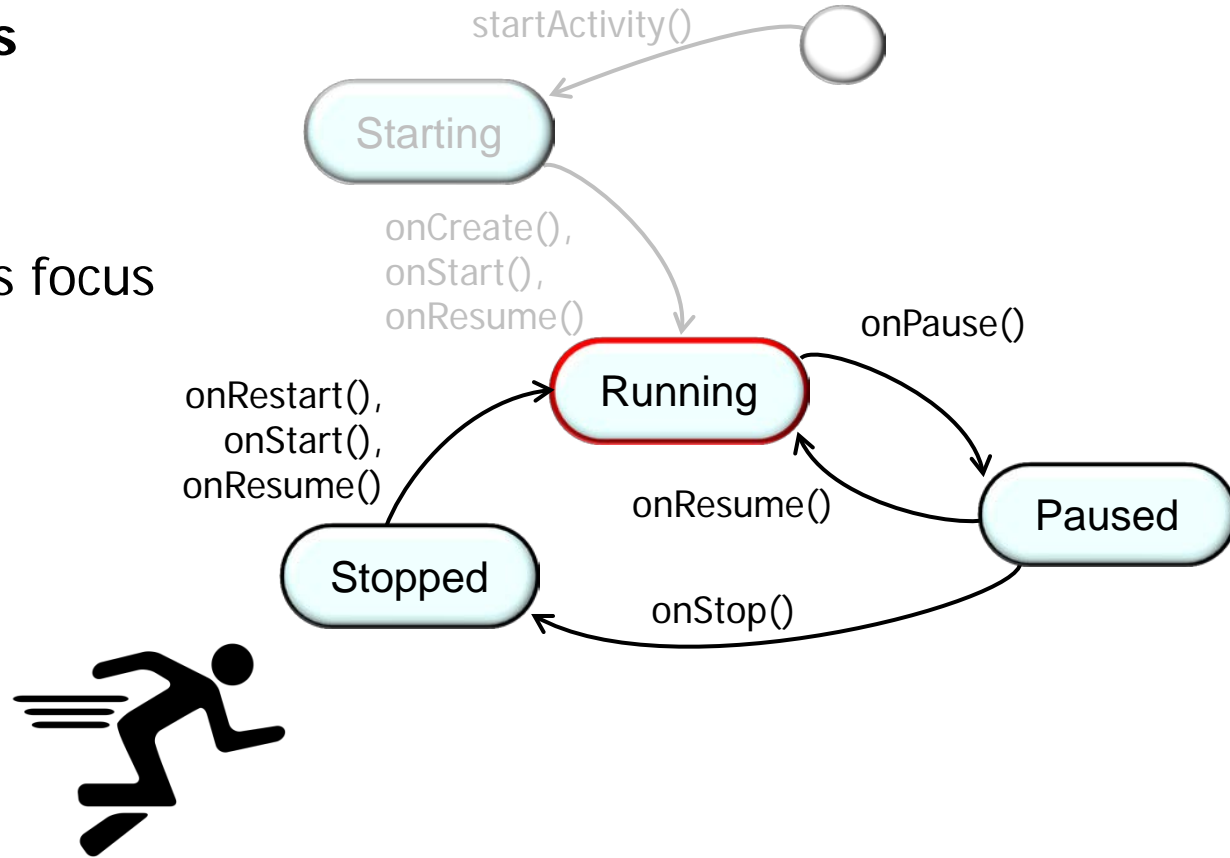 s
startActivity()
Starting
onCreate(),
onStart(),
onResume()
s focus
onPause()
Running
onRestart(),
onStart(),
onResume()
onResume()
Paused
Stopped
onStop()